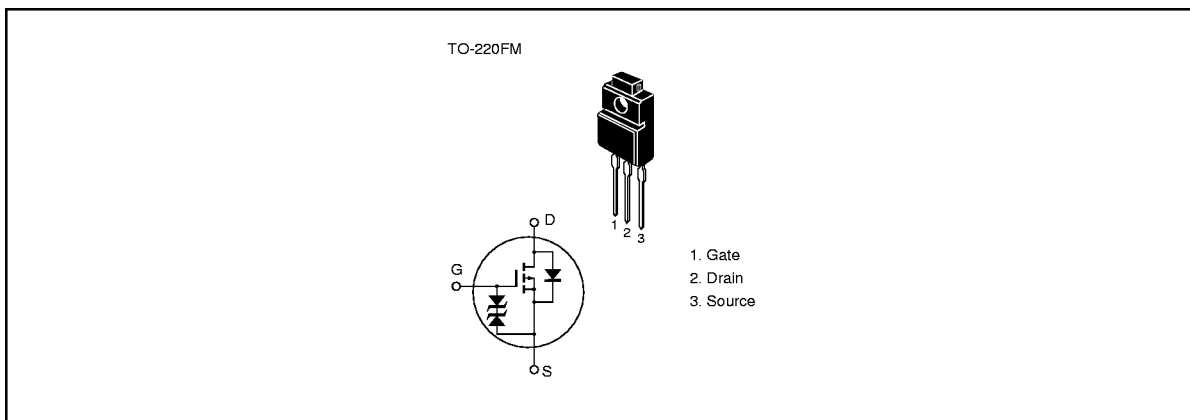 TO-220FM
1 2 3
D
G
S
1. Gate
2. Drain
3. Source